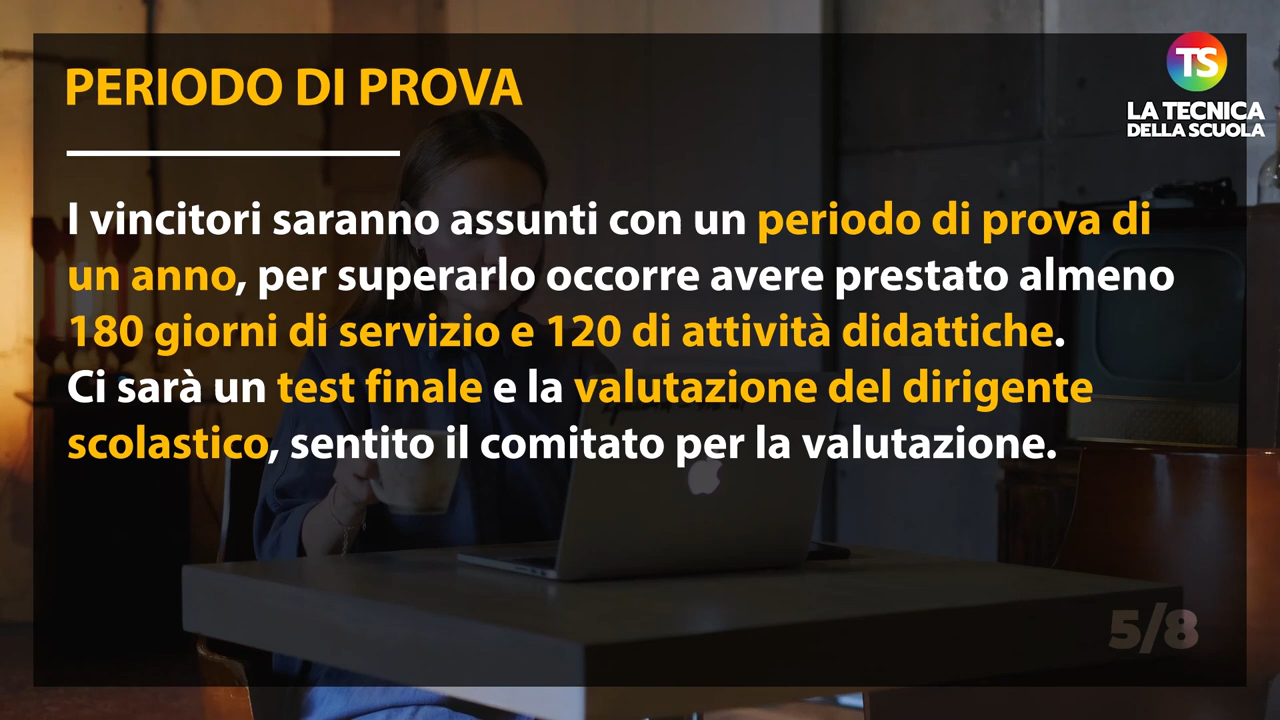 PERIODO DI PROVA
TS
LA TECNICA
DELLA SCUOLA
I vincitori saranno assunti con un periodo di prova di
un anno, per superarlo occorre avere prestato almeno
180 giorni di servizio e 120 di attività didattiche.
Ci sarà un test finale e la valutazione del dirigente
scolastico, sentito il comitato per la valutazione.
5/8